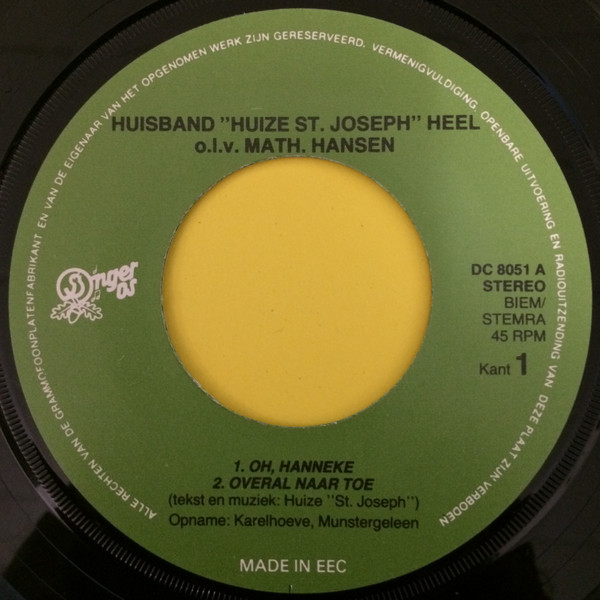 ALLE RECHTEN VAN DE GRAMMOFOONPLATENFABRIKANT EN VAN DE EIGENAAR VAN HET OPGENOMEN WERK ZIJN GERESERVEERD. VERMENIGVULDIGING, OPENBARE UITVOERING EN RADIOUITZENDING VAN DEZE PLAAT ZIJN VERBODEN
HUISBAND "HUIZE ST. JOSEPH" HEEL
o.l.v. MATH. HANSEN
DC 8051 A
STEREO
BIEM/
STEMRA
45 RPM
Kant 1
1. OH, HANNEKE
2. OVERAL NAAR TOE
(tekst en muziek: Huize "St. Joseph")
Opname: Karelhoeve, Munstergeleen
MADE IN EEC